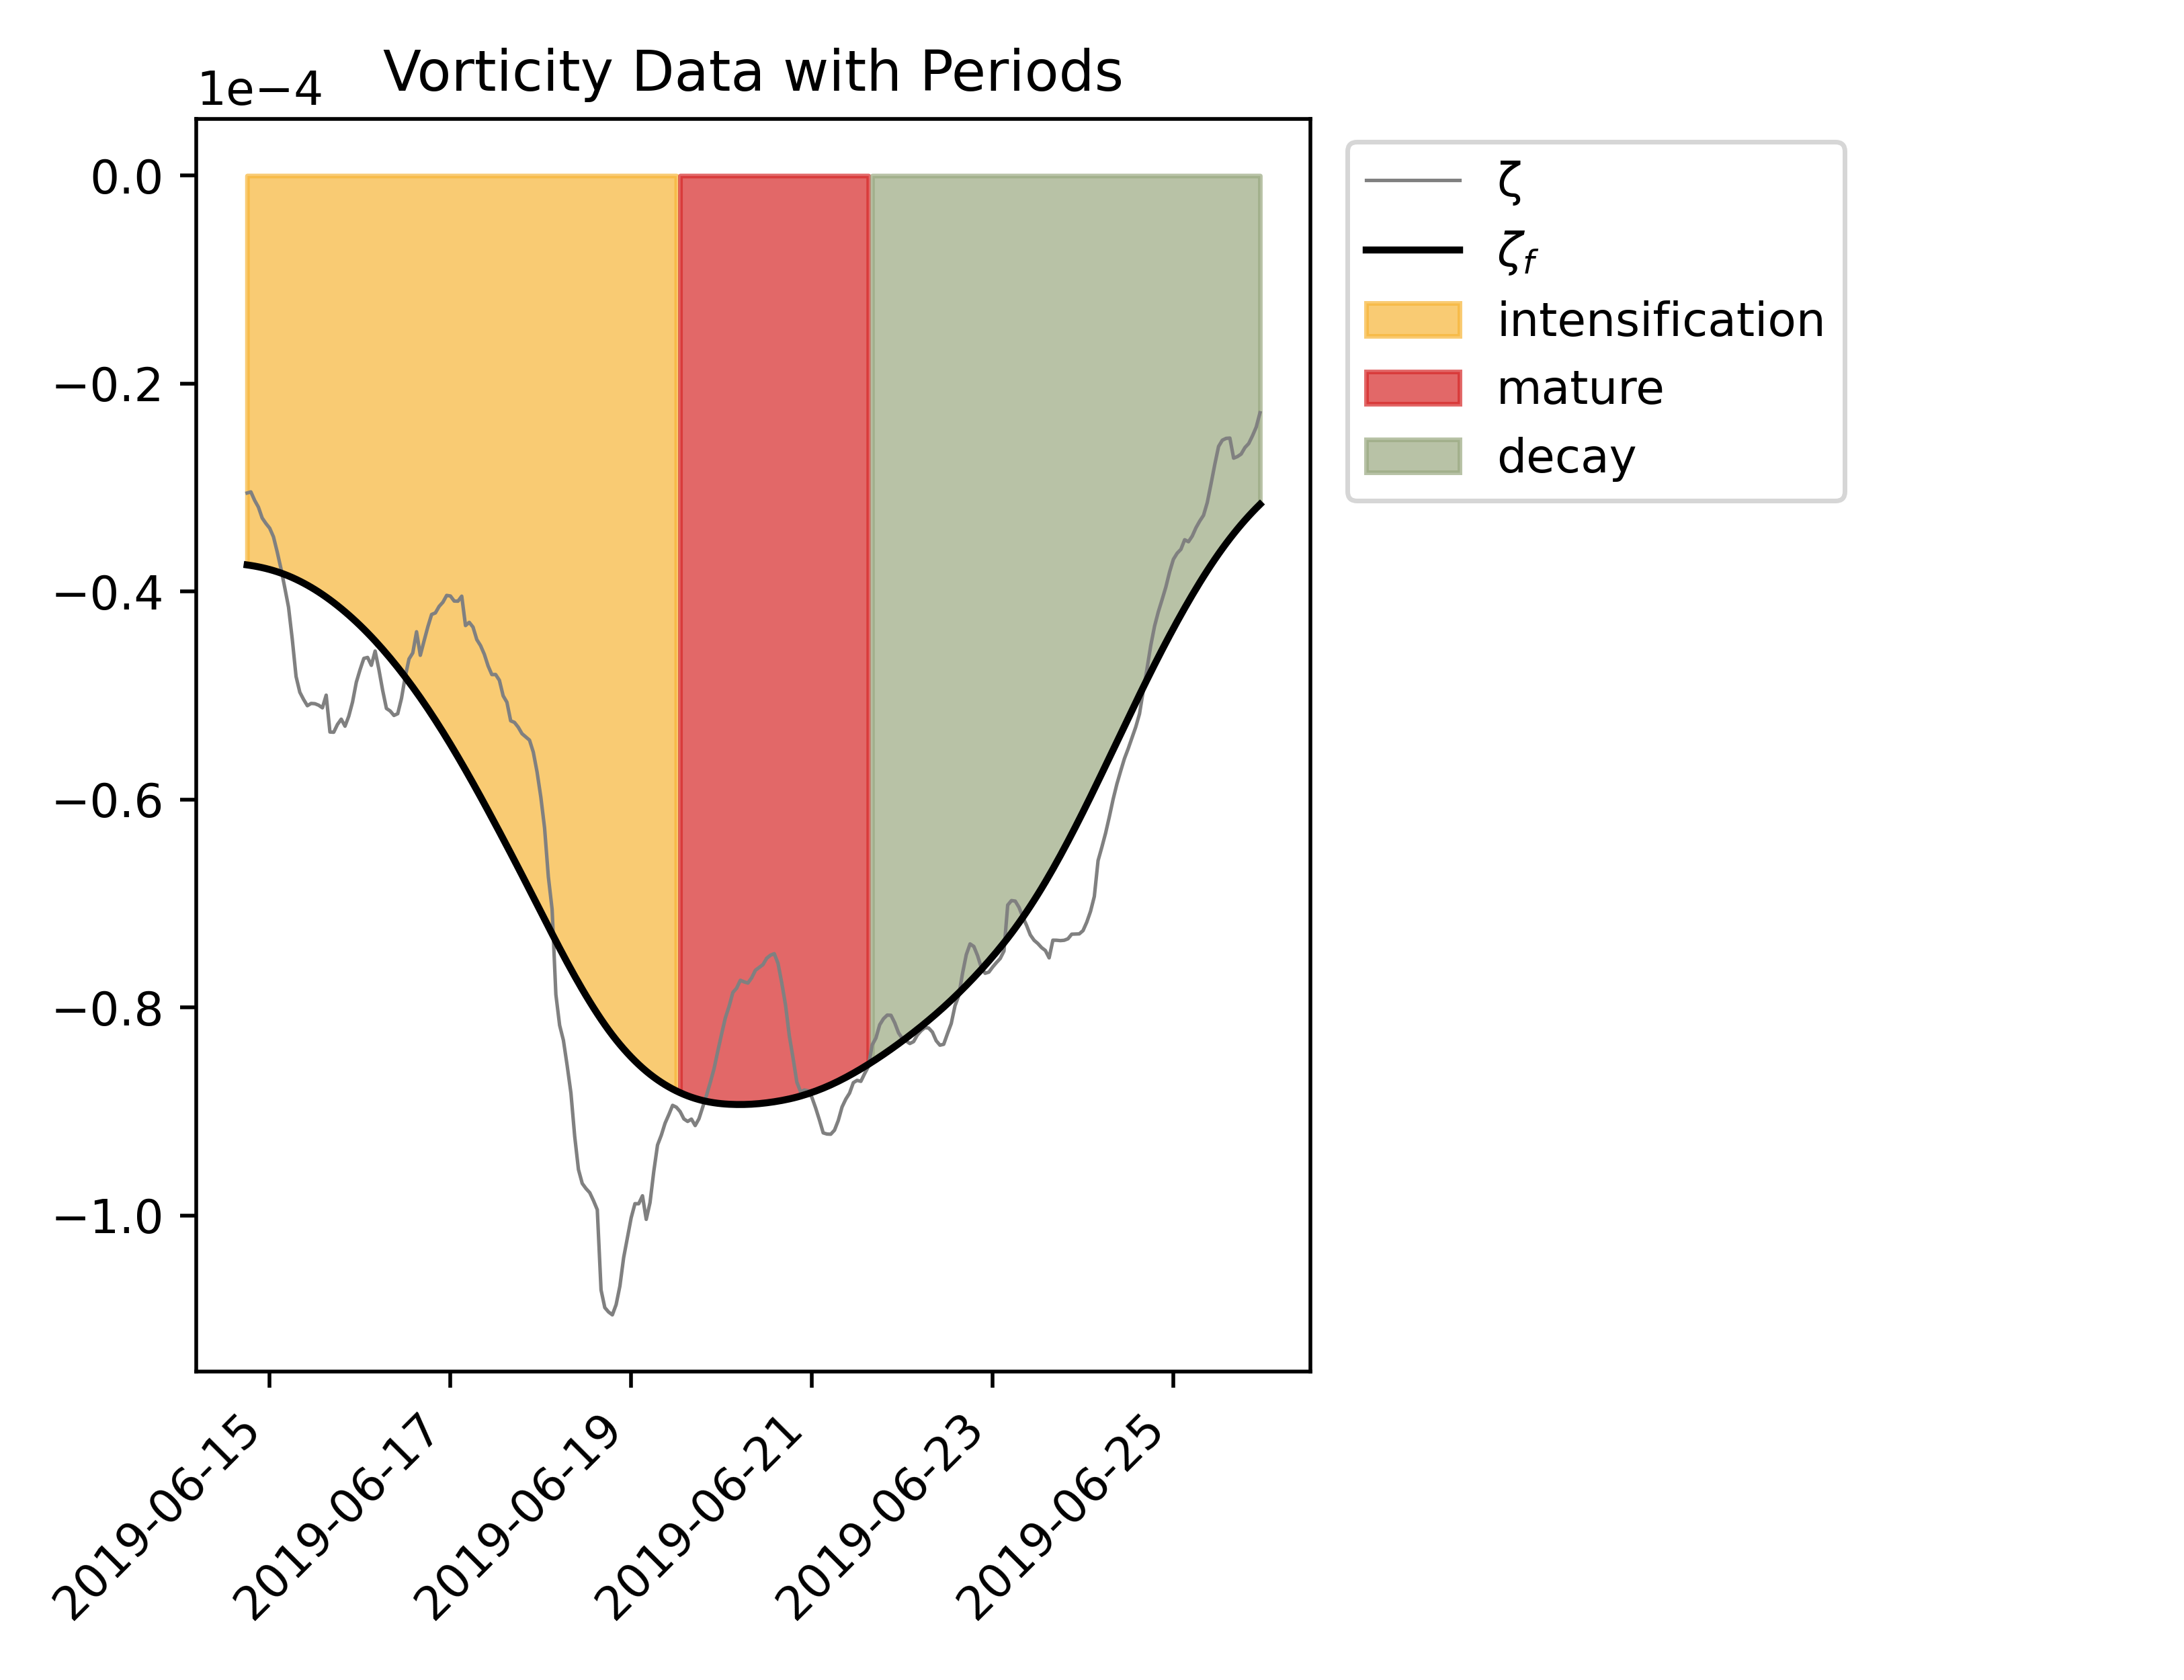 Vorticity Data with Periods
1e−4
0.0
−0.2
−0.4
−0.6
−0.8
−1.0
2019-06-15
2019-06-17
2019-06-19
2019-06-21
2019-06-23
2019-06-25
ζ
ζf
intensification
mature
decay